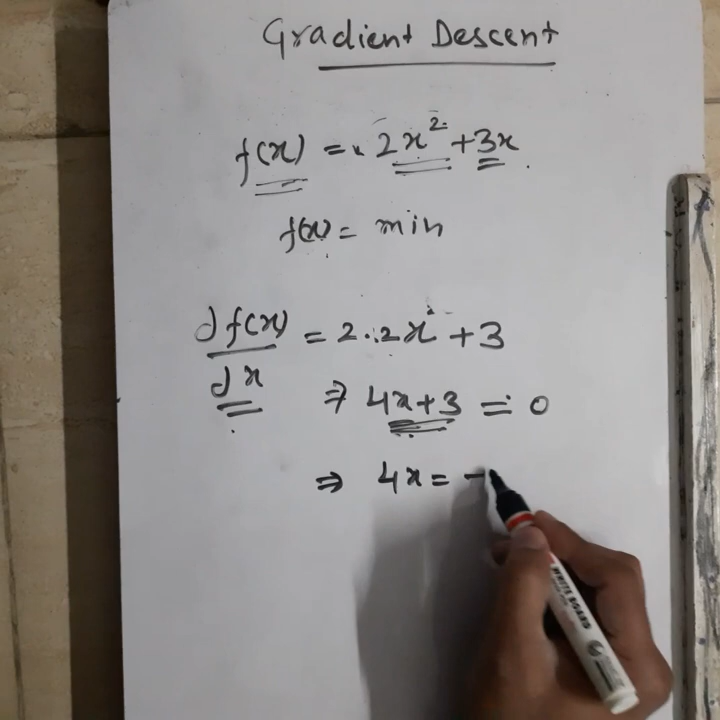 Gradient Descent
f(x) = 2x² + 3x
f(x) = min
df(x)/dx = 2·2x + 3
⇒ 4x+3 = 0
⇒ 4x = -
WHITE BOARD